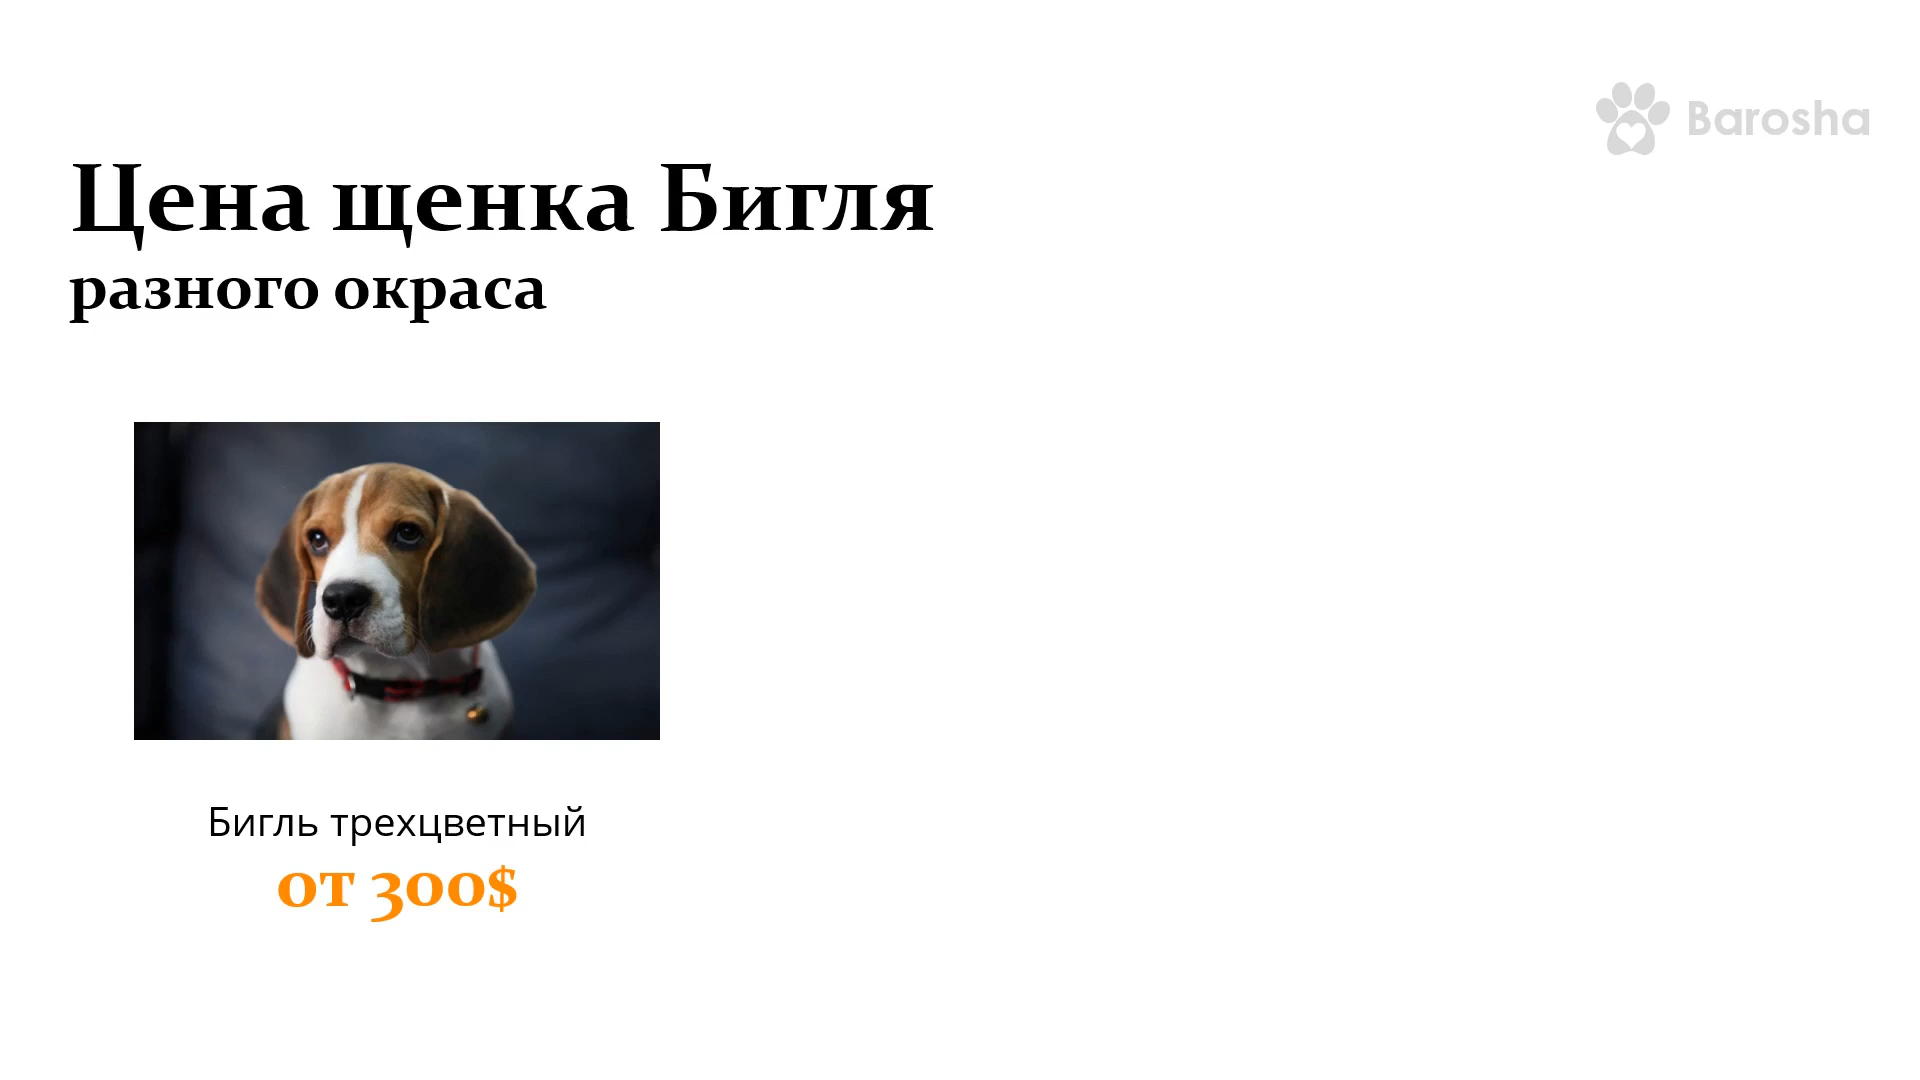 Barosha
Цена щенка Бигля
разного окраса
Бигль трехцветный
от 300$